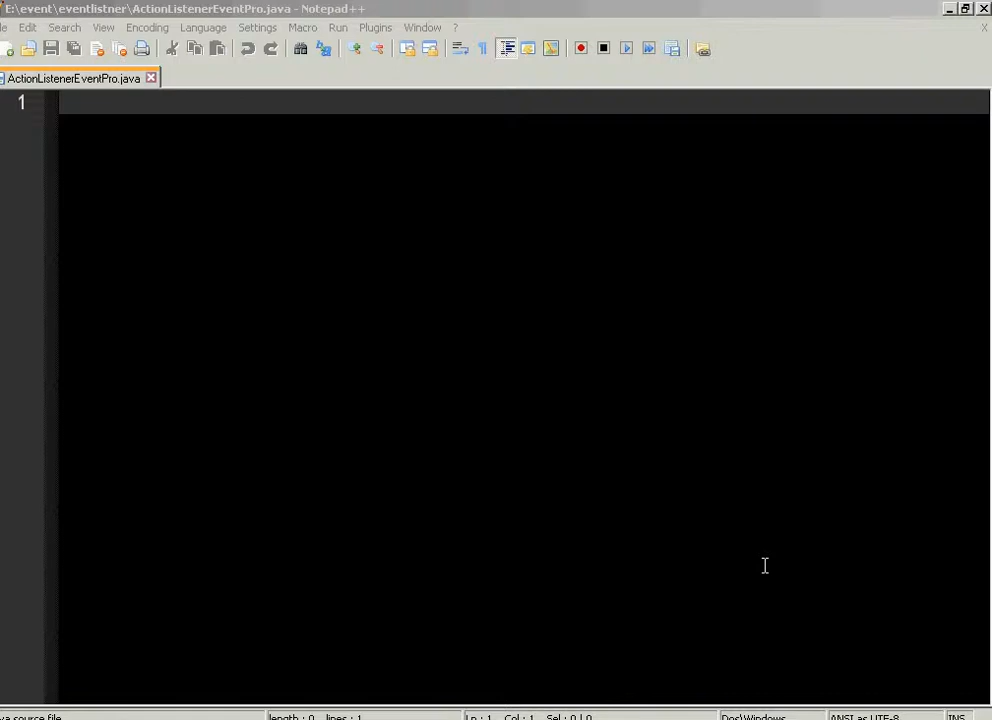 E:\event\eventlistner\ActionListenerEventPro.java - Notepad++
le Edit Search View Encoding Language Settings Macro Run Plugins Window ? X
ActionListenerEventPro.java
1
va source file length : 0 lines : 1 Ln : 1 Col : 1 Sel : 0 | 0 Dos\Windows ANSI as UTF-8 INS